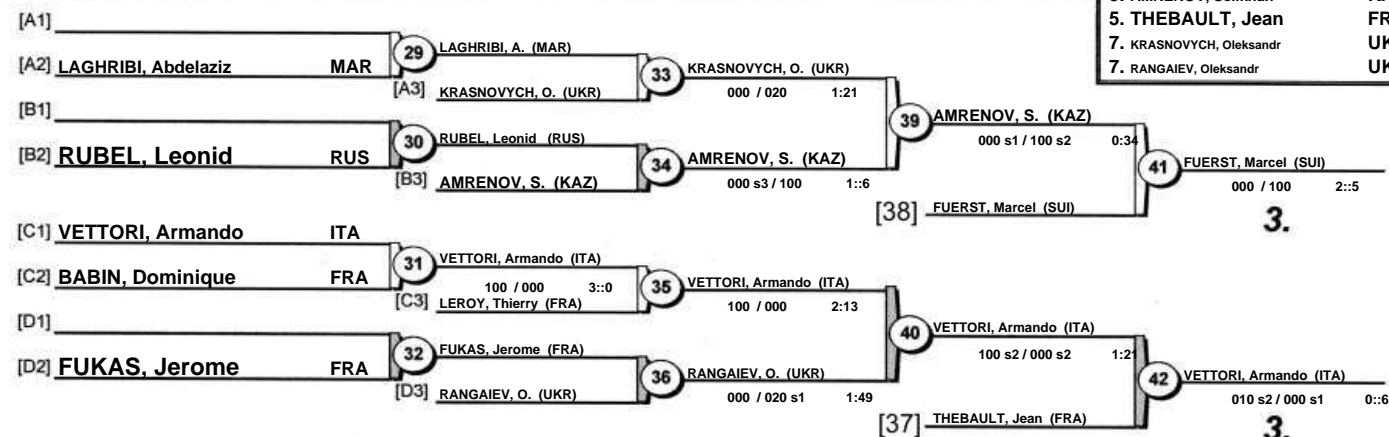 5. THEBAULT, Jean FR
7. KRASNOVYCH, Oleksandr UK
7. RANGAIEV, Oleksandr UK
[A1]
[A2] LAGHRIBI, Abdelaziz MAR
29
LAGHRIBI, A. (MAR)
[A3] KRASNOVYCH, O. (UKR)
33
KRASNOVYCH, O. (UKR)
000 / 020 1:21
[B1]
[B2] RUBEL, Leonid RUS
30
RUBEL, Leonid (RUS)
[B3] AMRENOV, S. (KAZ)
34
AMRENOV, S. (KAZ)
000 s3 / 100 1::6
39
AMRENOV, S. (KAZ)
000 s1 / 100 s2 0:34
[38] FUERST, Marcel (SUI)
41
FUERST, Marcel (SUI)
000 / 100 2::5
3.
[C1] VETTORI, Armando ITA
[C2] BABIN, Dominique FRA
31
VETTORI, Armando (ITA)
100 / 000 3::0
[C3] LEROY, Thierry (FRA)
35
VETTORI, Armando (ITA)
100 / 000 2:13
[D1]
[D2] FUKAS, Jerome FRA
32
FUKAS, Jerome (FRA)
[D3] RANGAIEV, O. (UKR)
36
RANGAIEV, O. (UKR)
000 / 020 s1 1:49
40
VETTORI, Armando (ITA)
100 s2 / 000 s2 1:21
[37] THEBAULT, Jean (FRA)
42
VETTORI, Armando (ITA)
010 s2 / 000 s1 0::6
3.